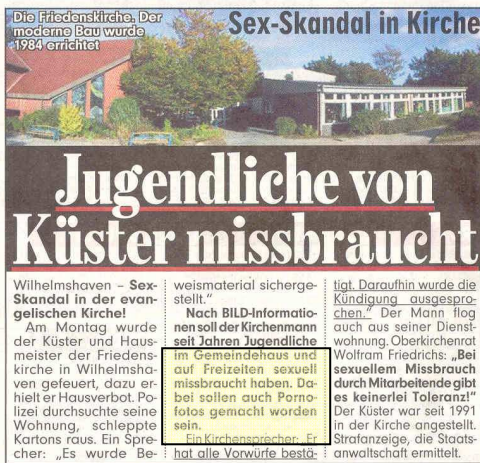 Die Friedenskirche. Der
moderne Bau wurde
1984 errichtet
Sex-Skandal in Kirche
Jugendliche von
Küster missbraucht
Wilhelmshaven – Sex-
Skandal in der evan-
gelischen Kirche!
Am Montag wurde
der Küster und Haus-
meister der Friedens-
kirche in Wilhelmsha-
ven gefeuert, dazu er-
hielt er Hausverbot. Po-
lizei durchsuchte seine
Wohnung, schleppte
Kartons raus. Ein Spre-
cher: „Es wurde Be-
weismaterial sicherge-
stellt.“
Nach BILD-Informatio-
nen soll der Kirchenmann
seit Jahren Jugendliche
im Gemeindehaus und
auf Freizeiten sexuell
missbraucht haben. Da-
bei sollen auch Porno-
fotos gemacht worden
sein.
Ein Kirchensprecher: „Er
hat alle Vorwürfe bestä-
tigt. Daraufhin wurde die
Kündigung ausgespro-
chen.“ Der Mann flog
auch aus seiner Dienst-
wohnung. Oberkirchenrat
Wolfram Friedrichs: „Bei
sexuellem Missbrauch
durch Mitarbeitende gibt
es keinerlei Toleranz!“
Der Küster war seit 1991
in der Kirche angestellt.
Strafanzeige, die Staats-
anwaltschaft ermittelt.